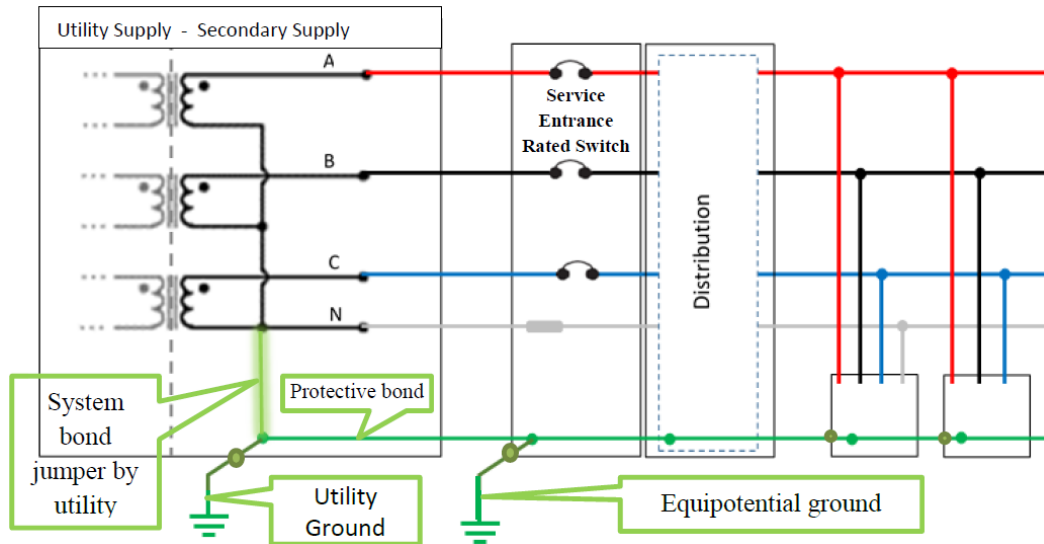 Utility Supply - Secondary Supply
A
Service
Entrance
Rated Switch
B
Distribution
C
N
System
bond
jumper by
utility
Protective bond
Utility
Ground
Equipotential ground